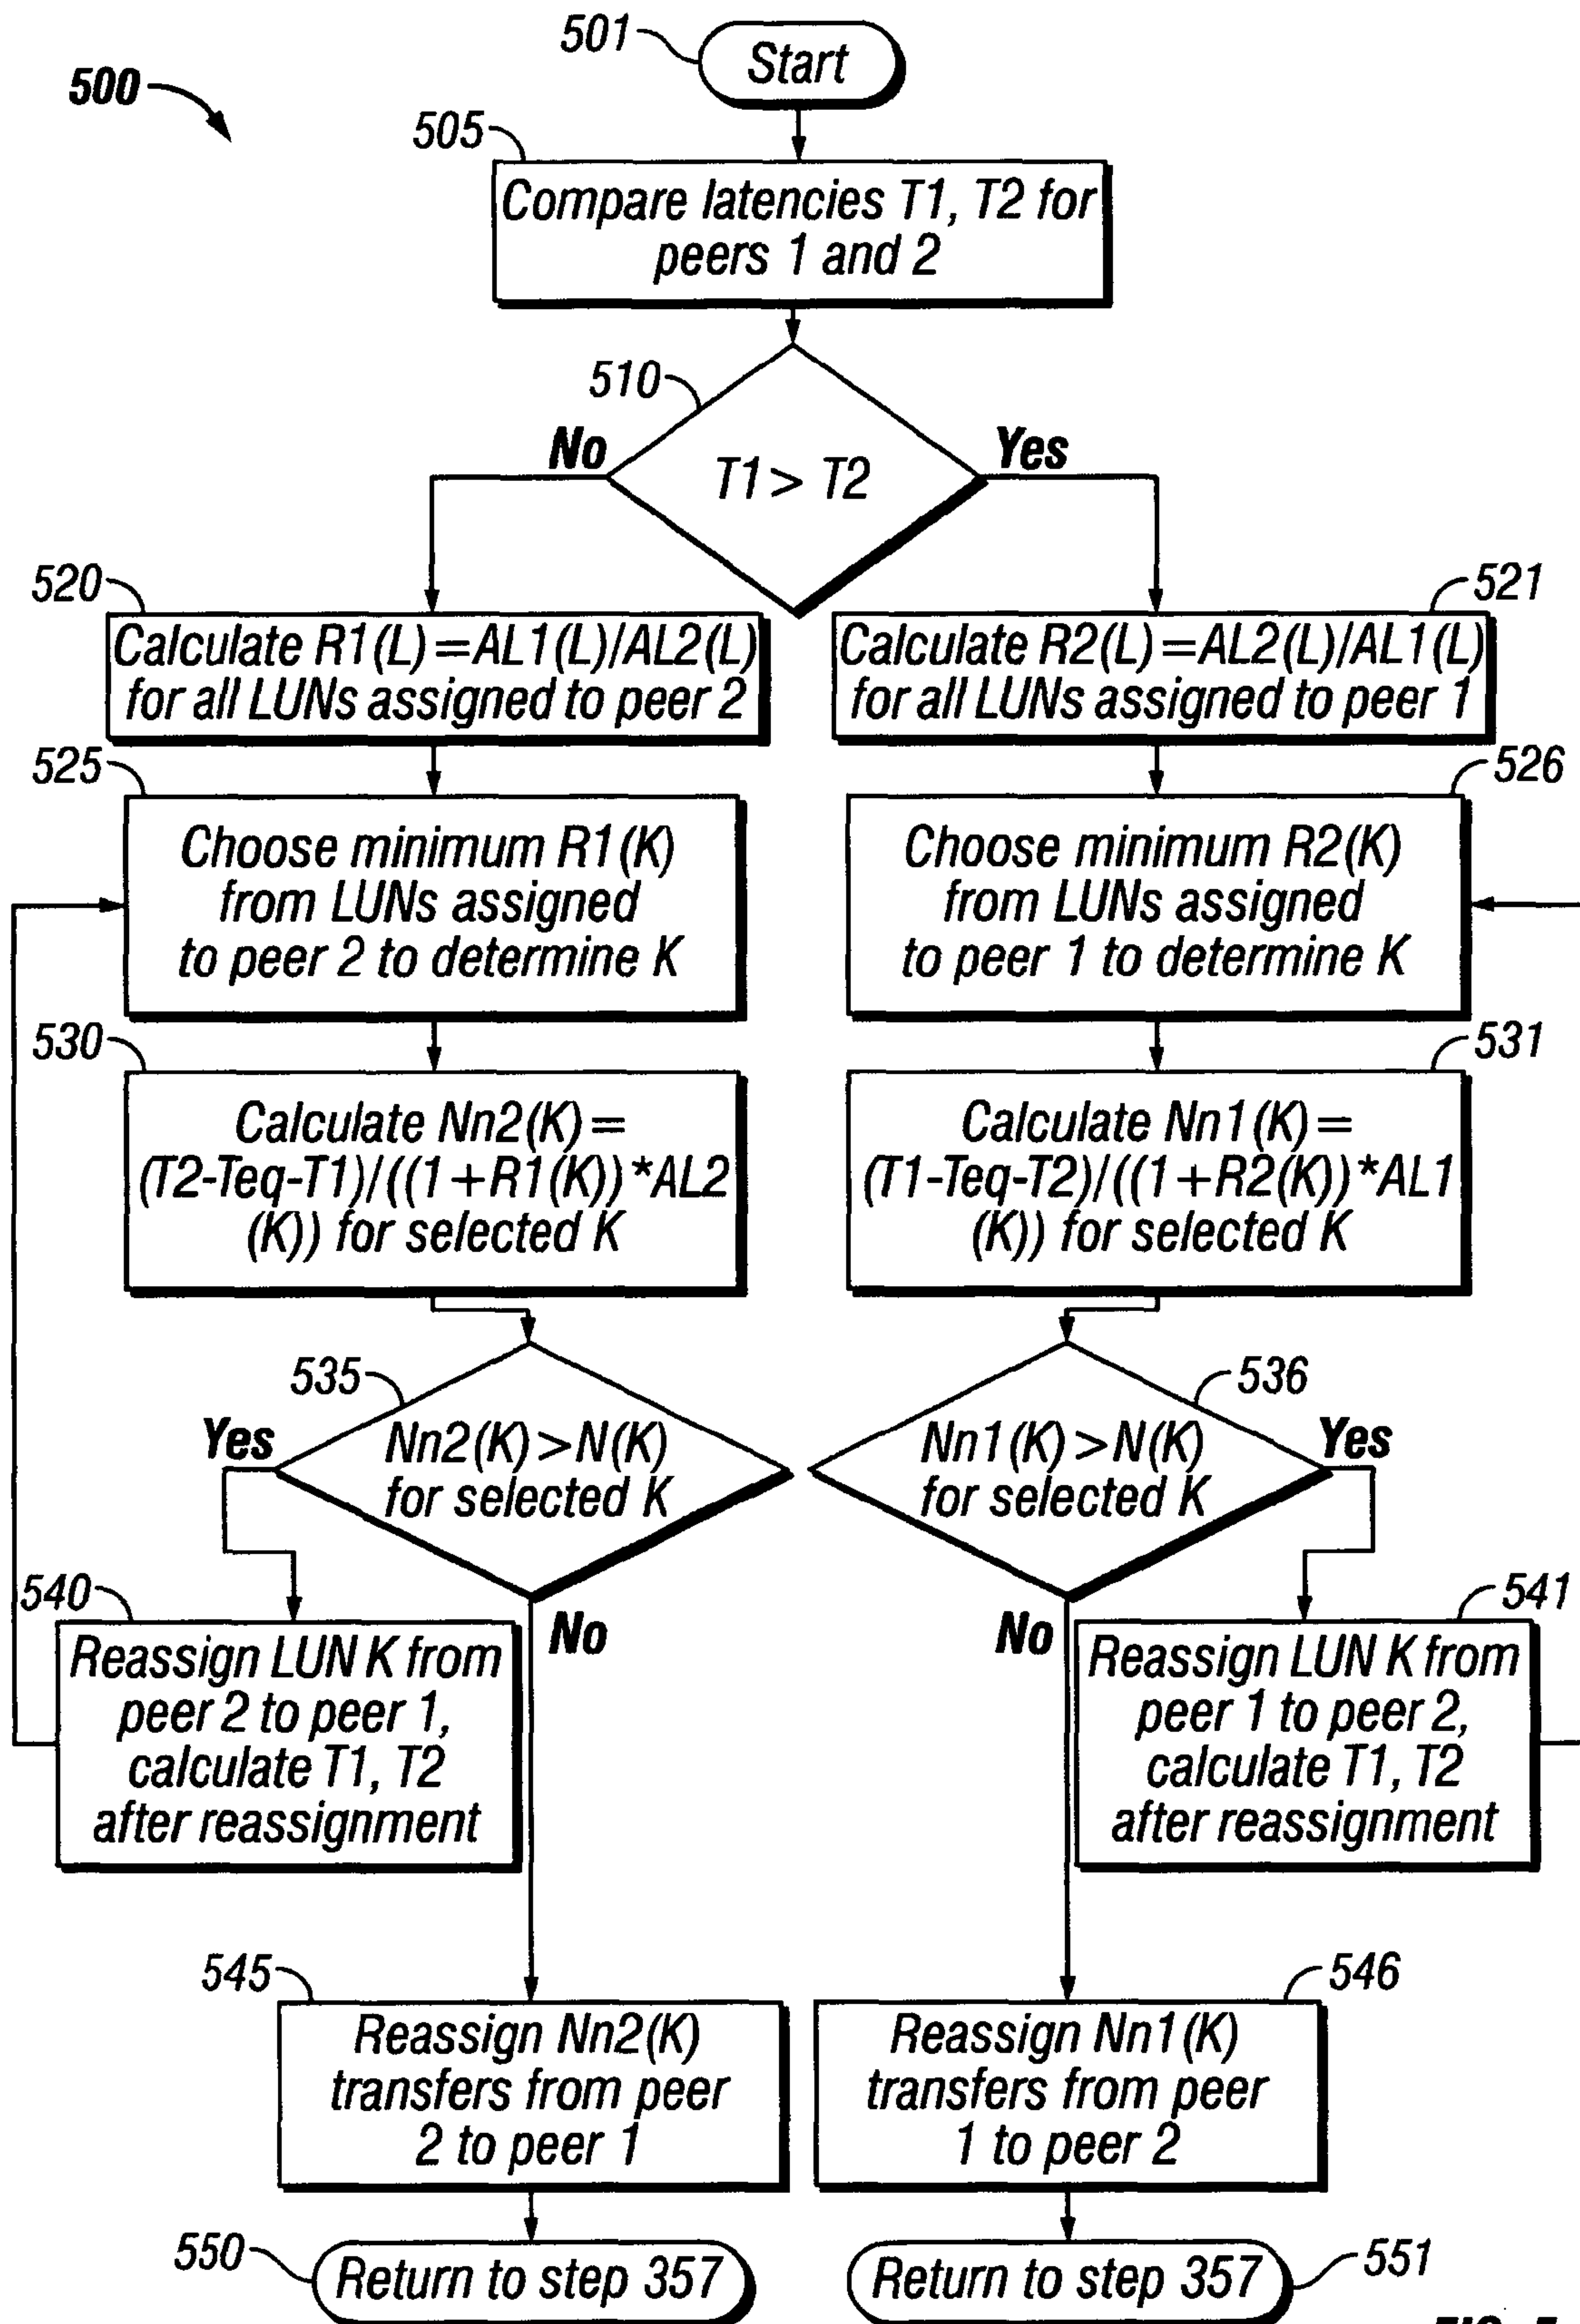 500
501
Start
505
Compare latencies T1, T2 for
peers 1 and 2
510
No
T1 > T2
Yes
520
Calculate R1(L)=AL1(L)/AL2(L)
for all LUNs assigned to peer 2
521
Calculate R2(L)=AL2(L)/AL1(L)
for all LUNs assigned to peer 1
525
Choose minimum R1(K)
from LUNs assigned
to peer 2 to determine K
526
Choose minimum R2(K)
from LUNs assigned
to peer 1 to determine K
530
Calculate Nn2(K)=
(T2-Teq-T1)/((1+R1(K))*AL2
(K)) for selected K
531
Calculate Nn1(K)=
(T1-Teq-T2)/((1+R2(K))*AL1
(K)) for selected K
535
Yes
Nn2(K)>N(K)
for selected K
No
536
Nn1(K)>N(K)
for selected K
Yes
No
540
Reassign LUN K from
peer 2 to peer 1,
calculate T1, T2
after reassignment
541
Reassign LUN K from
peer 1 to peer 2,
calculate T1, T2
after reassignment
545
Reassign Nn2(K)
transfers from peer
2 to peer 1
546
Reassign Nn1(K)
transfers from peer
1 to peer 2
550
Return to step 357
551
Return to step 357